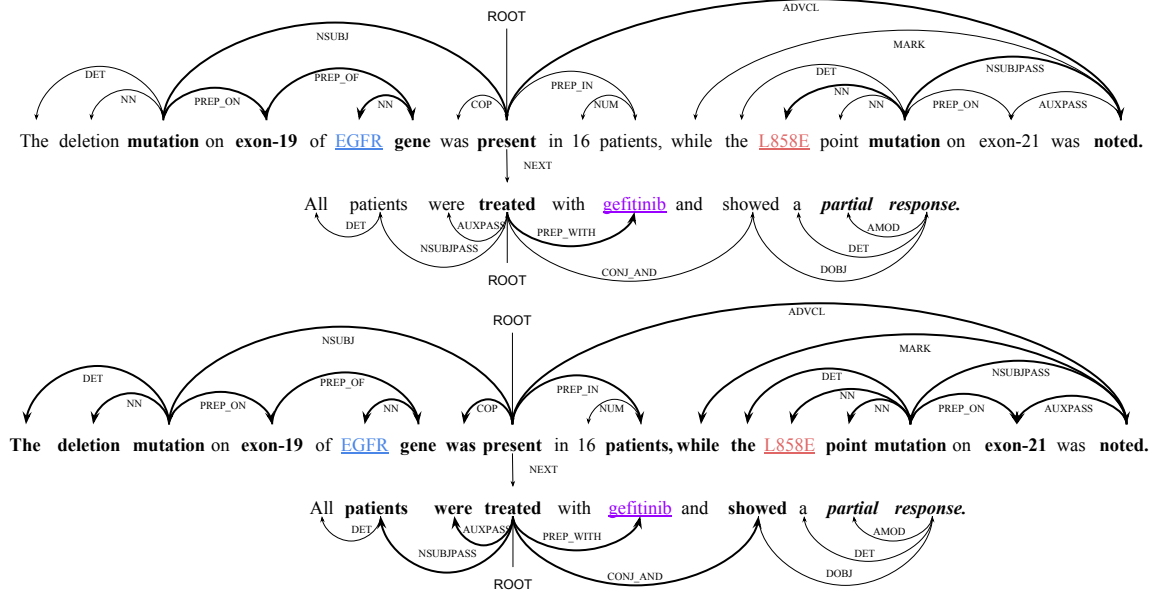 ROOT
ADVCL
NSUBJ
MARK
DET
PREP_OF
PREP_IN
DET
NSUBJPASS
NN
PREP_ON
NN
COP
NUM
NN
NN
PREP_ON
AUXPASS
The deletion mutation on exon-19 of EGFR gene was present in 16 patients, while the L858E point mutation on exon-21 was noted.
NEXT
All patients were treated with gefitinib and showed a partial response.
DET
AUXPASS
PREP_WITH
AMOD
NSUBJPASS
DET
CONJ_AND
DOBJ
ROOT
ROOT
ADVCL
NSUBJ
MARK
DET
PREP_OF
PREP_IN
DET
NSUBJPASS
NN
PREP_ON
NN
COP
NUM
NN
NN
PREP_ON
AUXPASS
The deletion mutation on exon-19 of EGFR gene was present in 16 patients, while the L858E point mutation on exon-21 was noted.
NEXT
All patients were treated with gefitinib and showed a partial response.
DET
AUXPASS
PREP_WITH
AMOD
NSUBJPASS
DET
CONJ_AND
DOBJ
ROOT